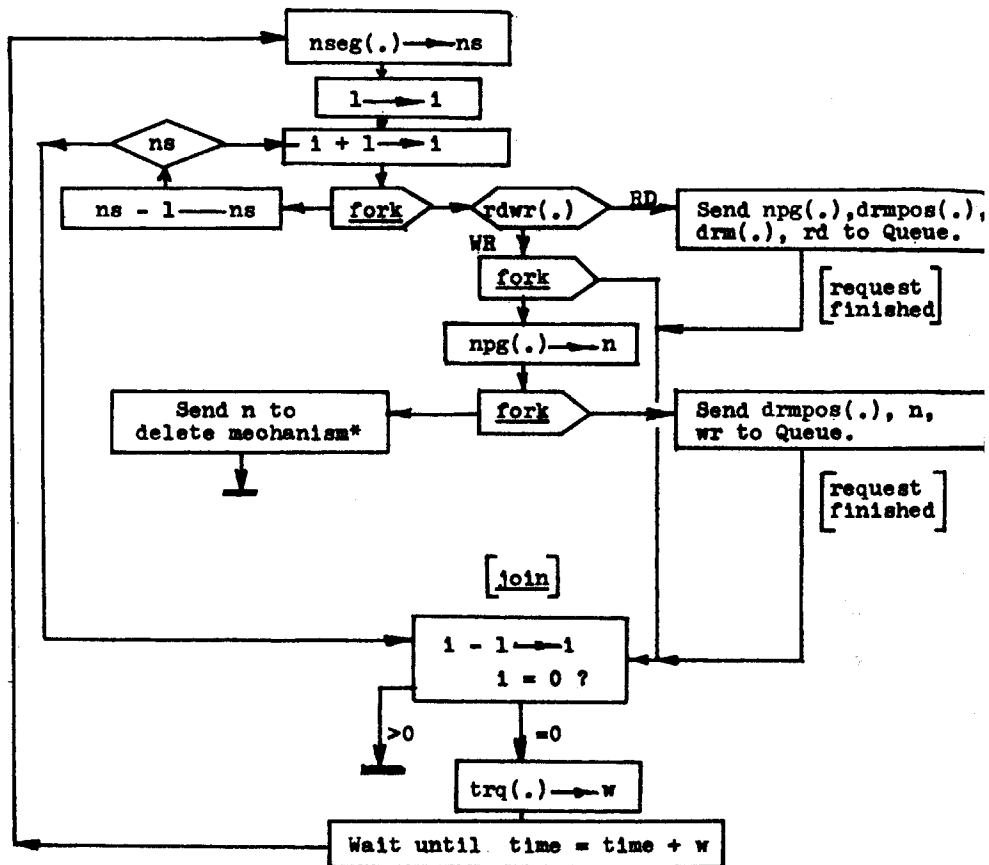 nseg(.) → ns
1 → i
ns
i + 1 → i
ns - 1 — ns
fork
rdwr(.)
RD
Send npg(.),drmpos(.),
drm(.), rd to Queue.
WR
fork
[request
finished]
npg(.) → n
Send n to
delete mechanism*
fork
Send drmpos(.), n,
wr to Queue.
[request
finished]
[join]
i - 1 → i
i = 0 ?
>0
=0
trq(.) → w
Wait until time = time + w